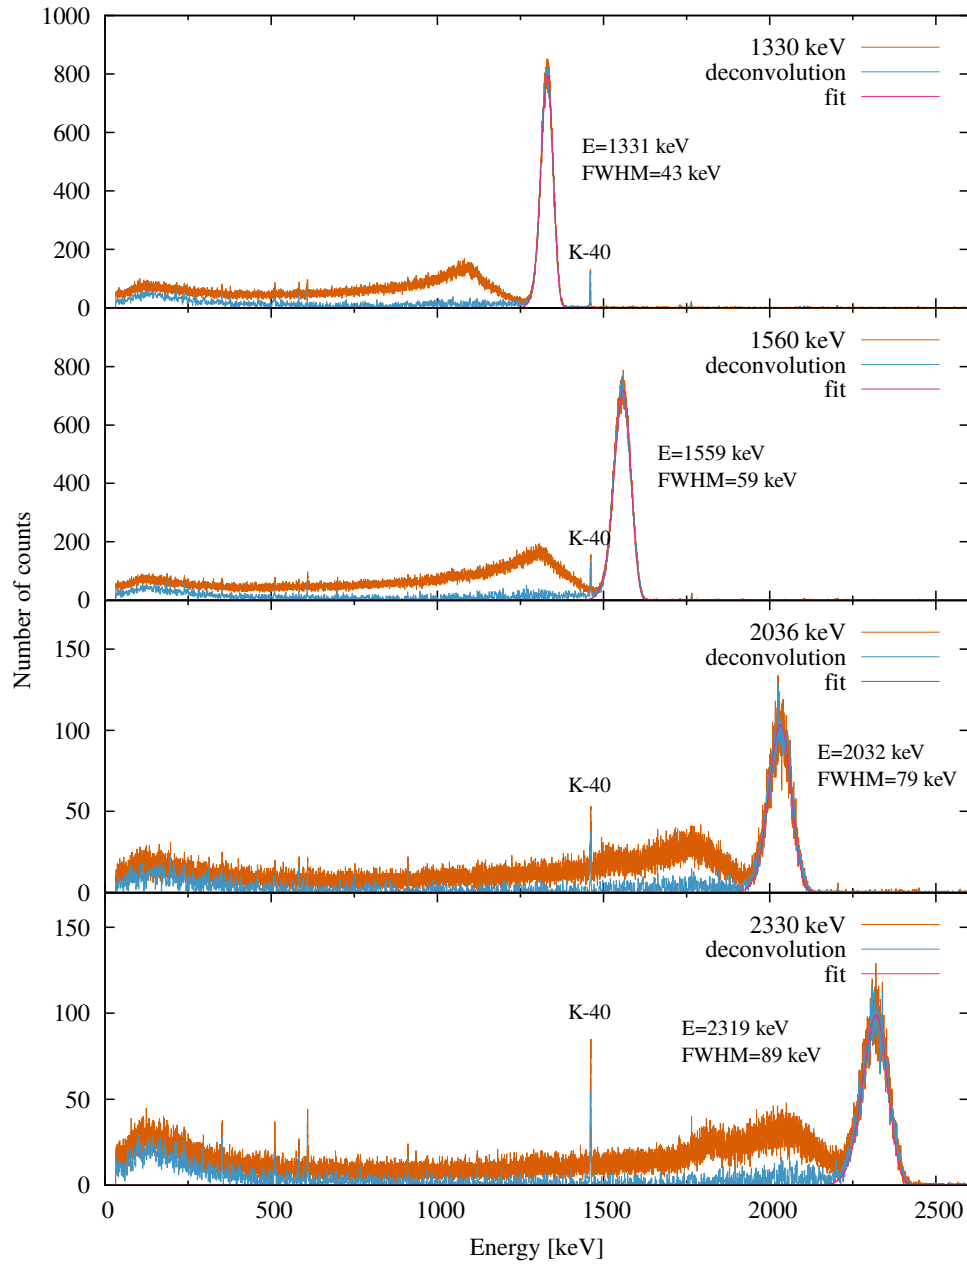 1000
800
600
400
200
0
1330 keV
deconvolution
fit
E=1331 keV
FWHM=43 keV
K-40
800
600
400
200
0
1560 keV
deconvolution
fit
E=1559 keV
FWHM=59 keV
K-40
Number of counts
150
100
50
0
2036 keV
deconvolution
fit
E=2032 keV
FWHM=79 keV
K-40
150
100
50
0
2330 keV
deconvolution
fit
K-40
E=2319 keV
FWHM=89 keV
0 500 1000 1500 2000 2500
Energy [keV]